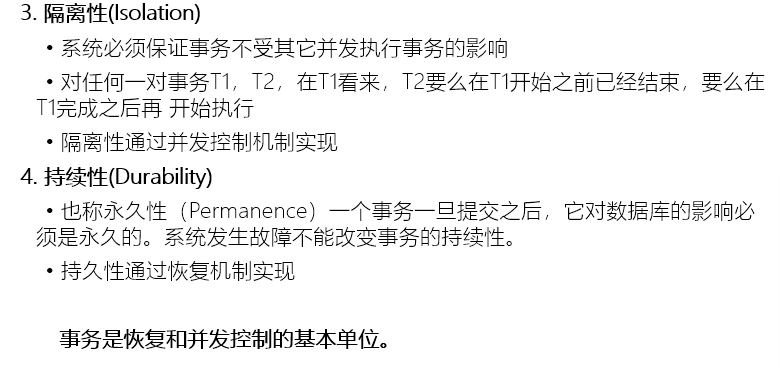 3. 隔离性(Isolation)
• 系统必须保证事务不受其它并发执行事务的影响
• 对任何一对事务T1，T2，在T1看来，T2要么在T1开始之前已经结束，要么在
T1完成之后再 开始执行
• 隔离性通过并发控制机制实现
4. 持续性(Durability)
• 也称永久性（Permanence）一个事务一旦提交之后，它对数据库的影响必
须是永久的。系统发生故障不能改变事务的持续性。
• 持久性通过恢复机制实现
事务是恢复和并发控制的基本单位。